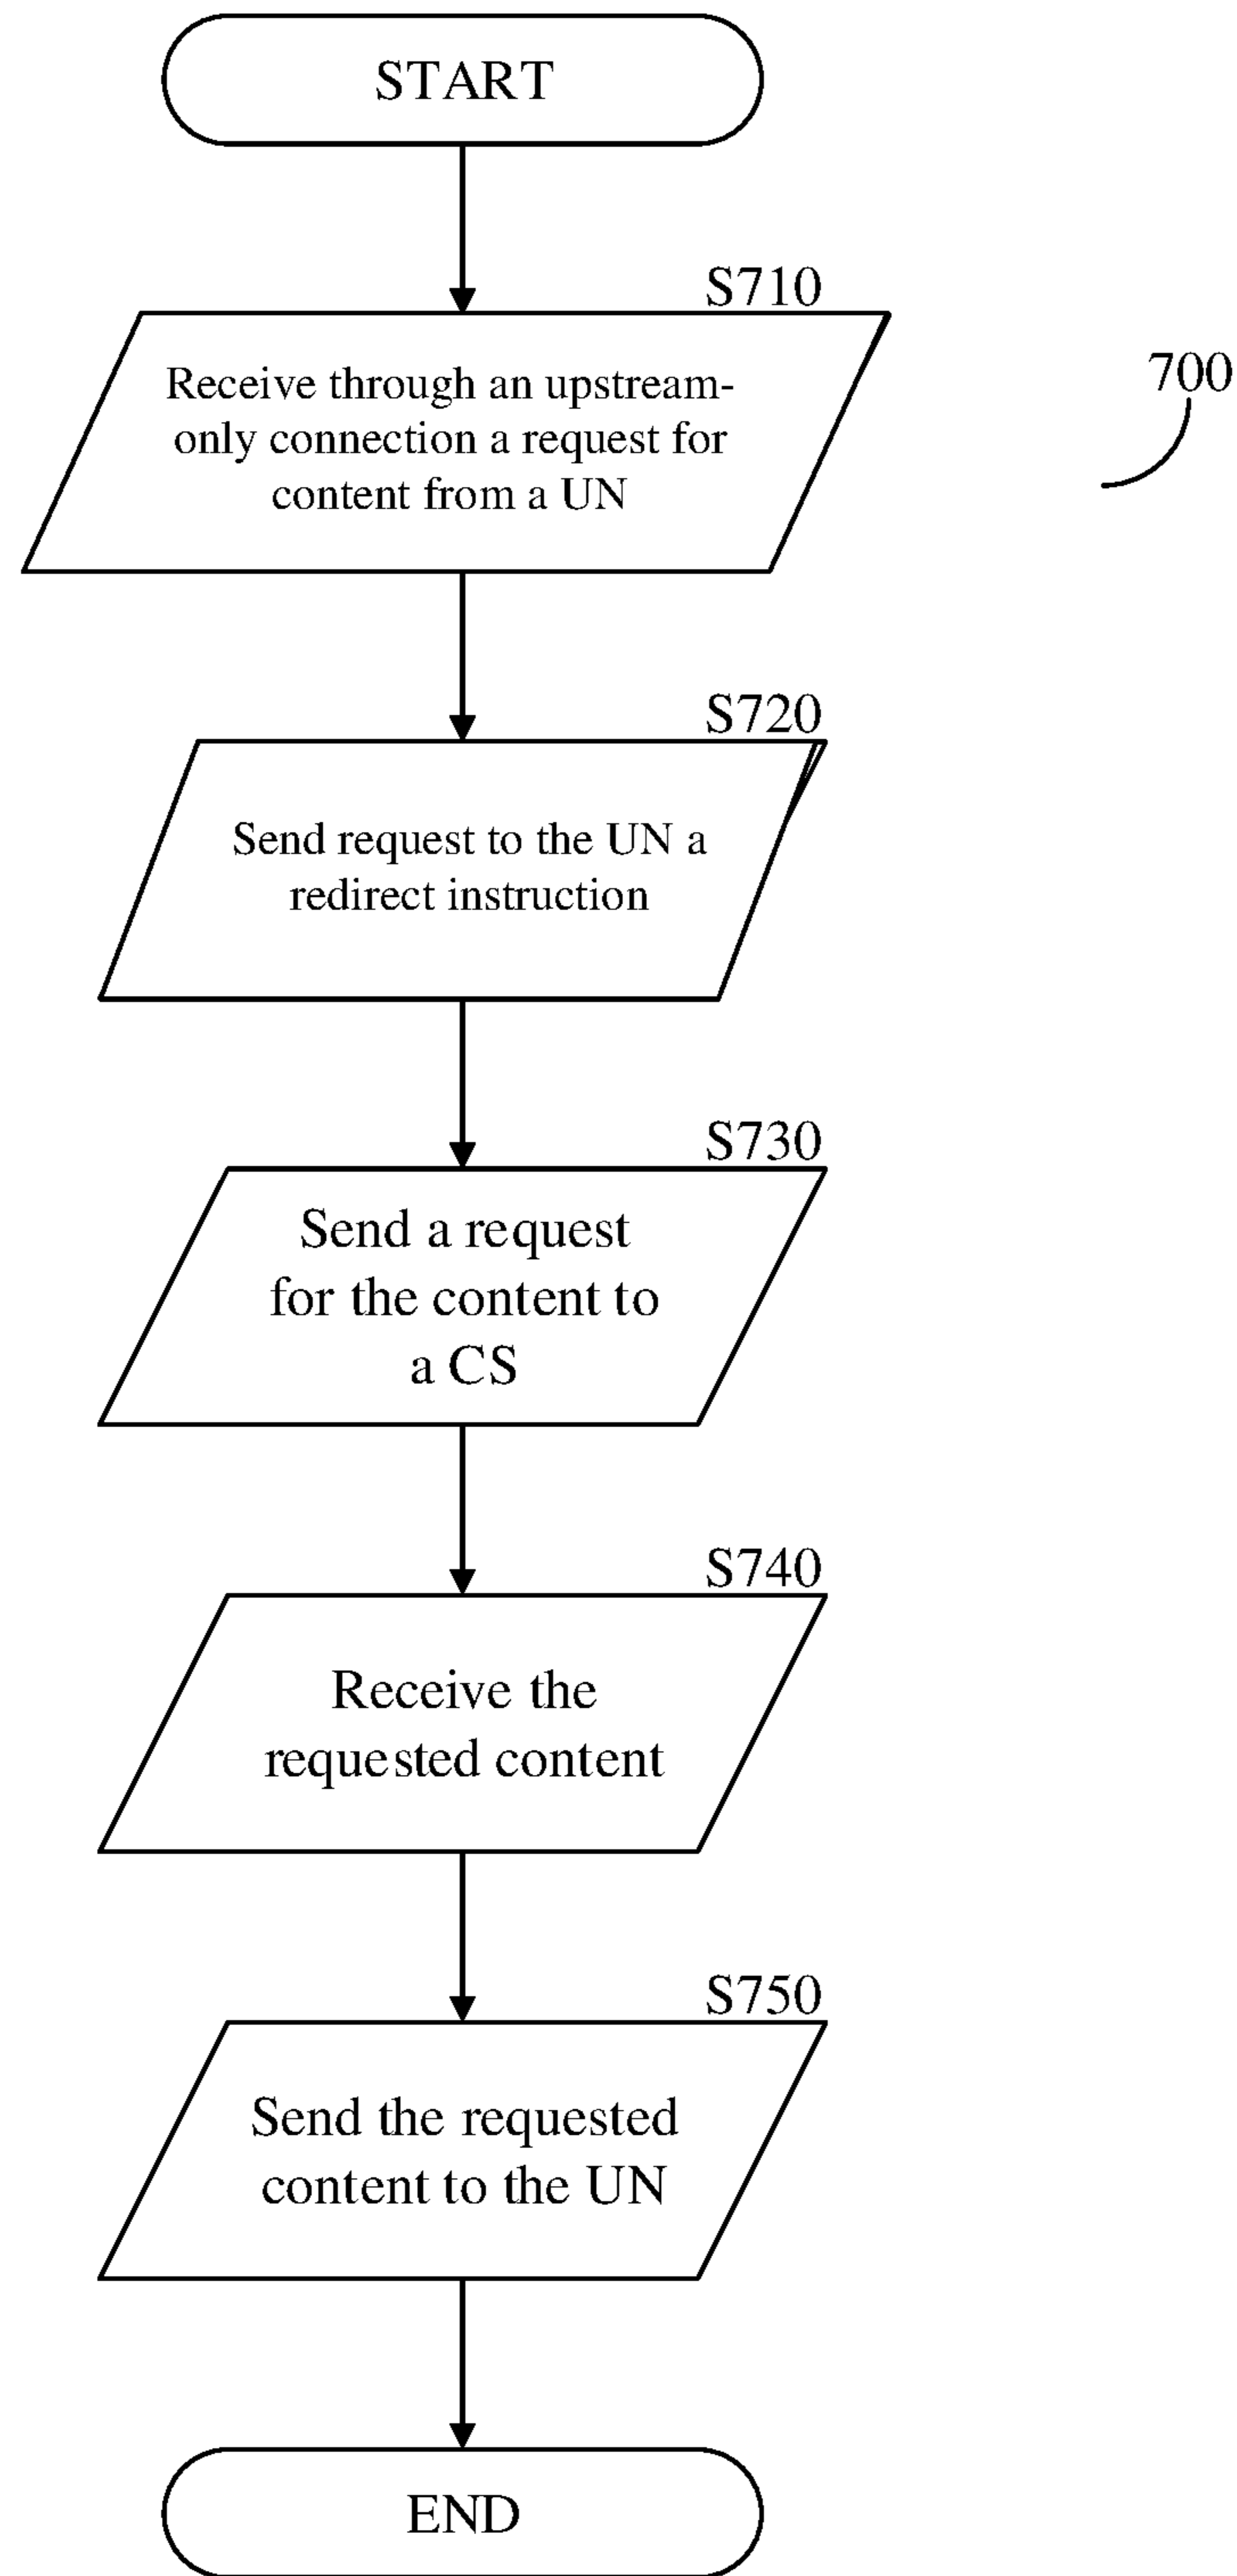 START
S710
Receive through an upstream-
only connection a request for
content from a UN
700
S720
Send request to the UN a
redirect instruction
S730
Send a request
for the content to
a CS
S740
Receive the
requested content
S750
Send the requested
content to the UN
END